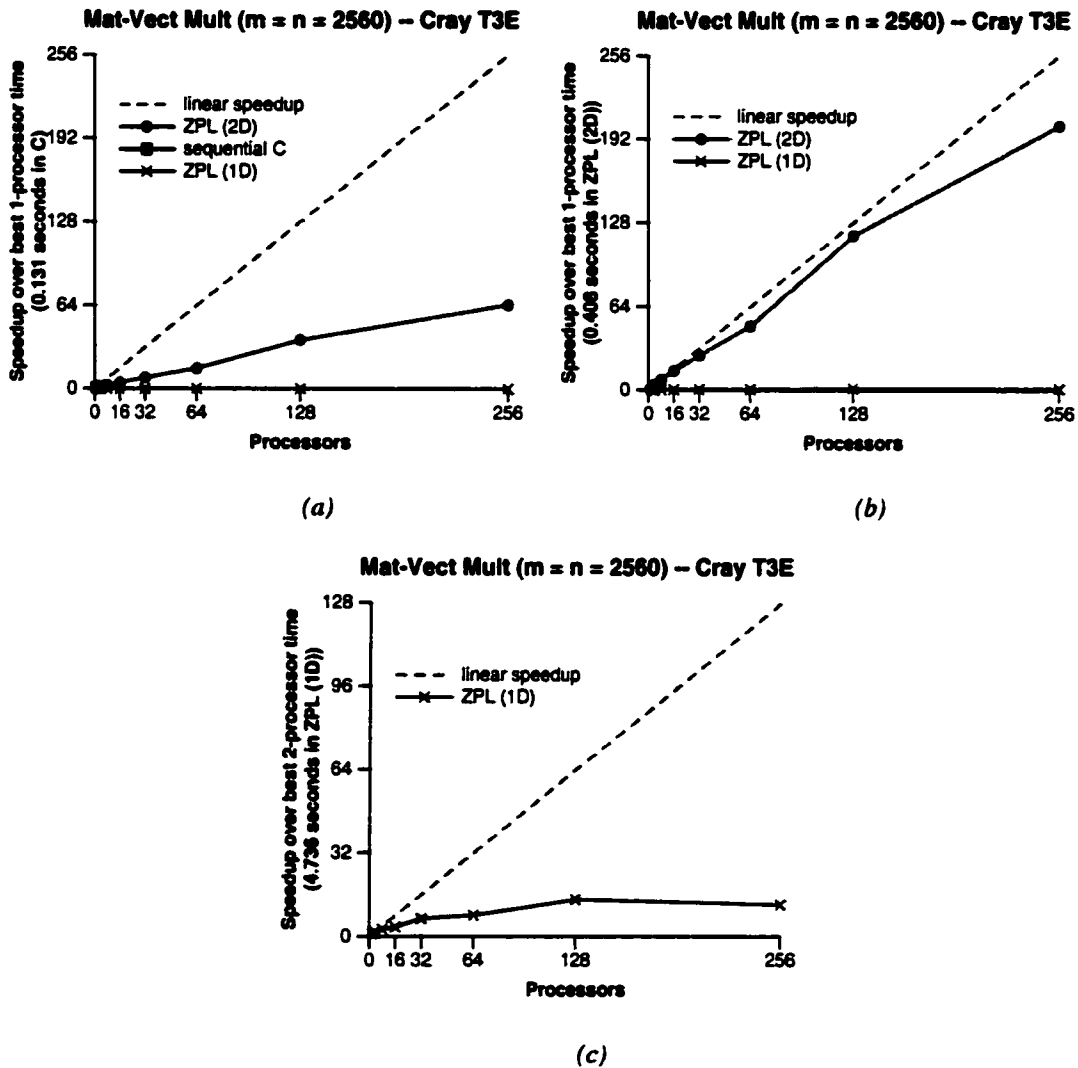 Mat-Vect Mult (m = n = 2560) -- Cray T3E
Speedup over best 1-processor time
(0.131 seconds in C)
256
192
128
64
0
linear speedup
ZPL (2D)
sequential C
ZPL (1D)
0 16 32 64 128 256
Processors
(a)
Mat-Vect Mult (m = n = 2560) -- Cray T3E
Speedup over best 1-processor time
(0.406 seconds in ZPL (2D))
256
192
128
64
0
linear speedup
ZPL (2D)
ZPL (1D)
0 16 32 64 128 256
Processors
(b)
Mat-Vect Mult (m = n = 2560) -- Cray T3E
Speedup over best 2-processor time
(4.736 seconds in ZPL (1D))
128
96
64
32
0
linear speedup
ZPL (1D)
0 16 32 64 128 256
Processors
(c)